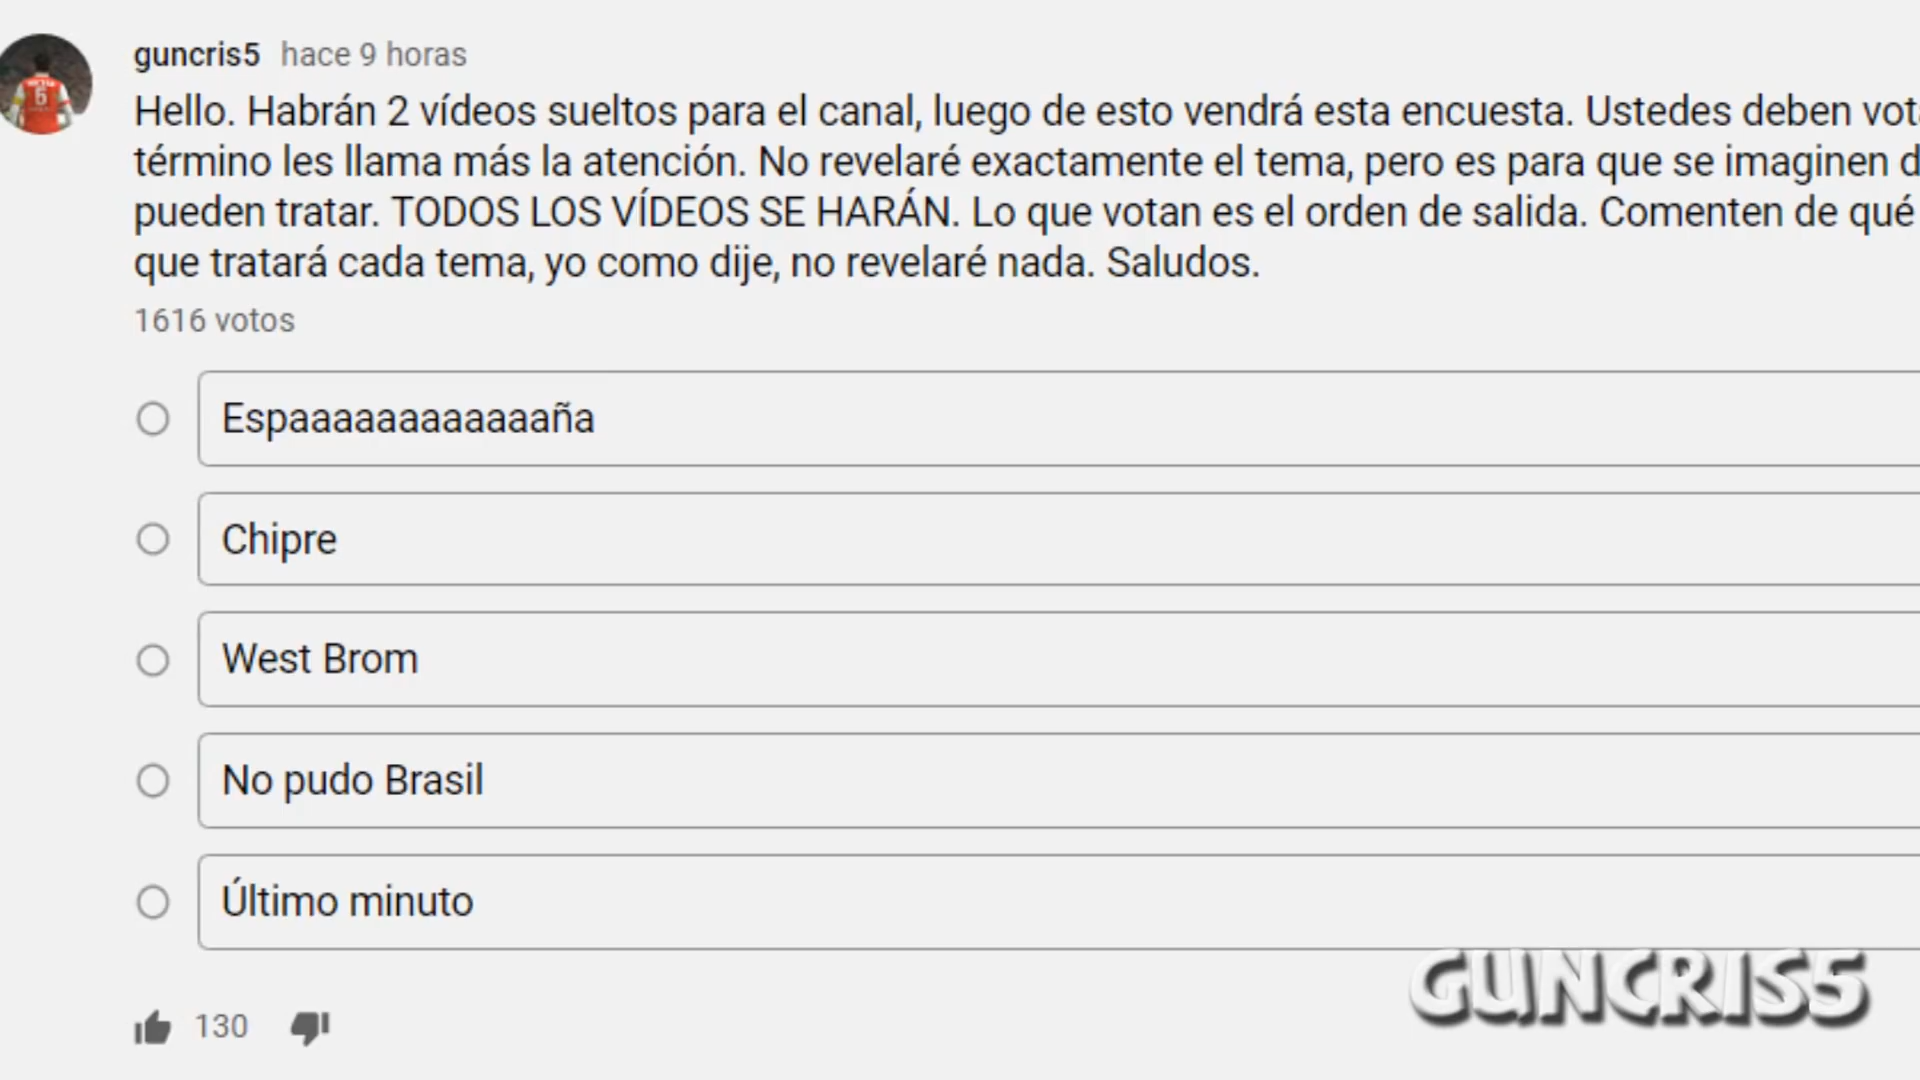 guncris5 hace 9 horas
Hello. Habrán 2 vídeos sueltos para el canal, luego de esto vendrá esta encuesta. Ustedes deben
término les llama más la atención. No revelaré exactamente el tema, pero es para que se imaginen
pueden tratar. TODOS LOS VÍDEOS SE HARÁN. Lo que votan es el orden de salida. Comenten de qué
que tratará cada tema, yo como dije, no revelaré nada. Saludos.
1616 votos
Espaaaaaaaaaaaaña
Chipre
West Brom
No pudo Brasil
Último minuto
GUNCRIS5
130